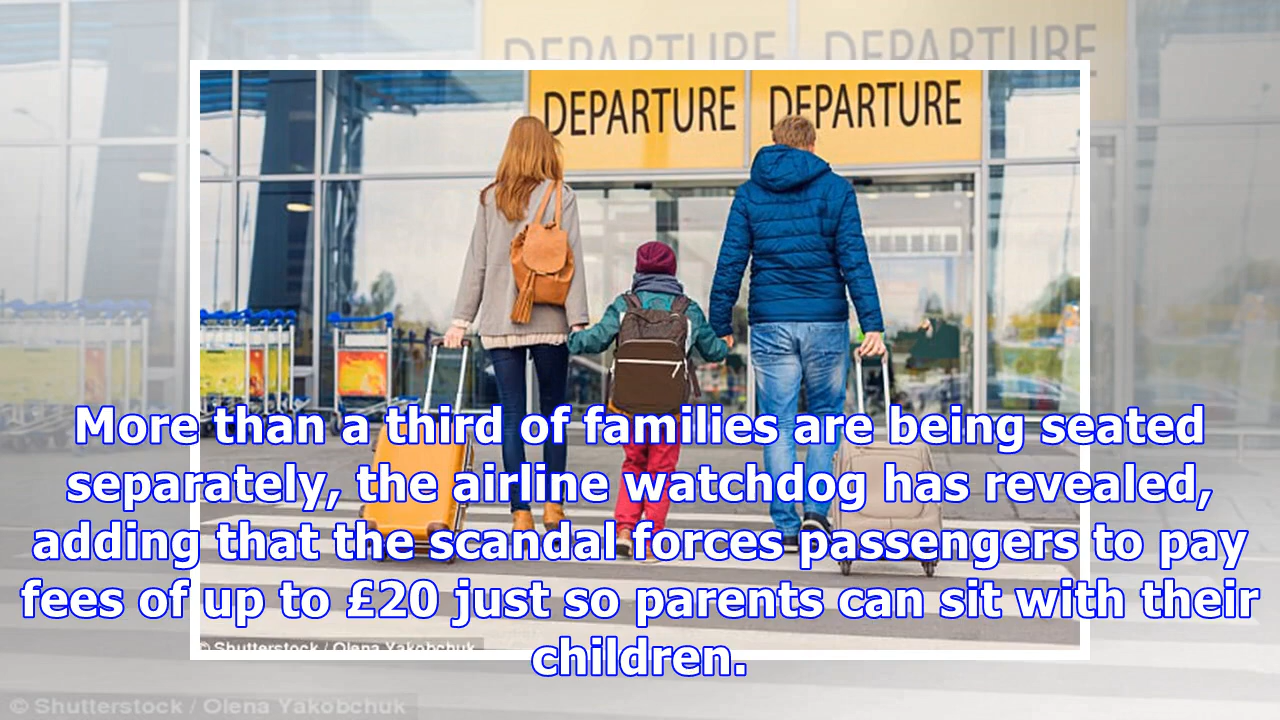 DEPARTURE DEPARTURE
DEPARTURE DEPARTURE
More than a third of families are being seated
separately, the airline watchdog has revealed,
adding that the scandal forces passengers to pay
fees of up to £20 just so parents can sit with their
children.
© Shutterstock / Olena Yakobchuk
© Shutterstock / Olena Yakobchuk